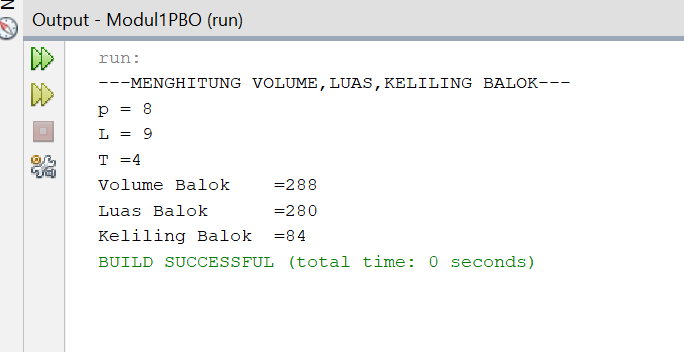 N
Output - Modul1PBO (run)
run:
---MENGHITUNG VOLUME,LUAS,KELILING BALOK---
p = 8
L = 9
T =4
Volume Balok    =288
Luas Balok      =280
Keliling Balok  =84
BUILD SUCCESSFUL (total time: 0 seconds)